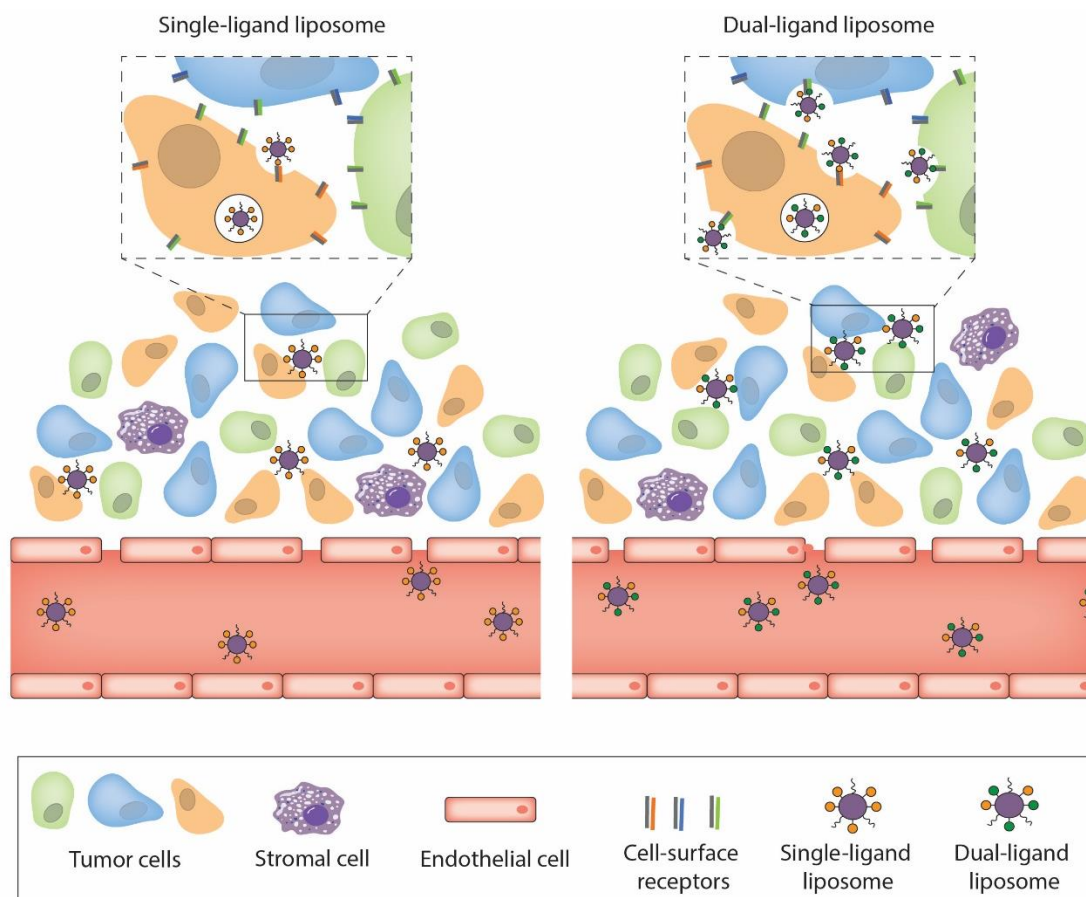 Single-ligand liposome
Dual-ligand liposome
Tumor cells
Stromal cell
Endothelial cell
Cell-surface
receptors
Single-ligand
liposome
Dual-ligand
liposome